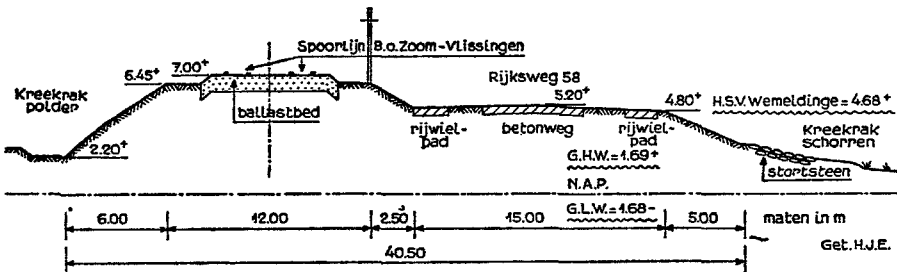 Spoorlijn B.o.Zoom-Vlissingen
6.45+
7.00+
Rijksweg 58
5.20+
4.80+
H.S.V. Wemeldinge = 4.68+
Kreekrak
polder
ballastbed
rijwiel-
pad
betonweg
rijwiel-
pad
Kreekrak
schorren
2.20+
G.H.W. = 1.69+
stortsteen
N.A.P.
G.L.W. = 1.68-
6.00
12.00
2.50
15.00
5.00
maten in m
40.50
Get. H.J.E.